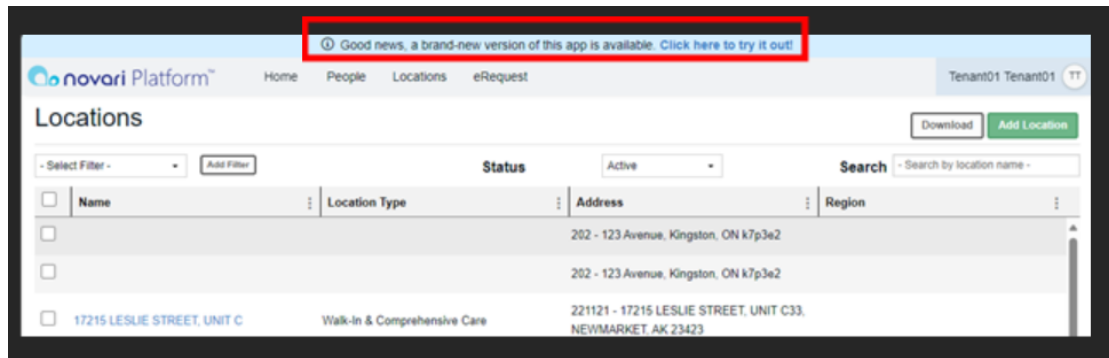 Good news, a brand-new version of this app is available. Click here to try it out!
novari Platform™ Home People Locations eRequest Tenant01 Tenant01 TT
Locations
Download Add Location
- Select Filter - Add Filter Status Active Search - Search by location name -
Name Location Type Address Region
202 - 123 Avenue, Kingston, ON k7p3e2
202 - 123 Avenue, Kingston, ON k7p3e2
17215 LESLIE STREET, UNIT C Walk-In & Comprehensive Care 221121 - 17215 LESLIE STREET, UNIT C33,
NEWMARKET, AK 23423